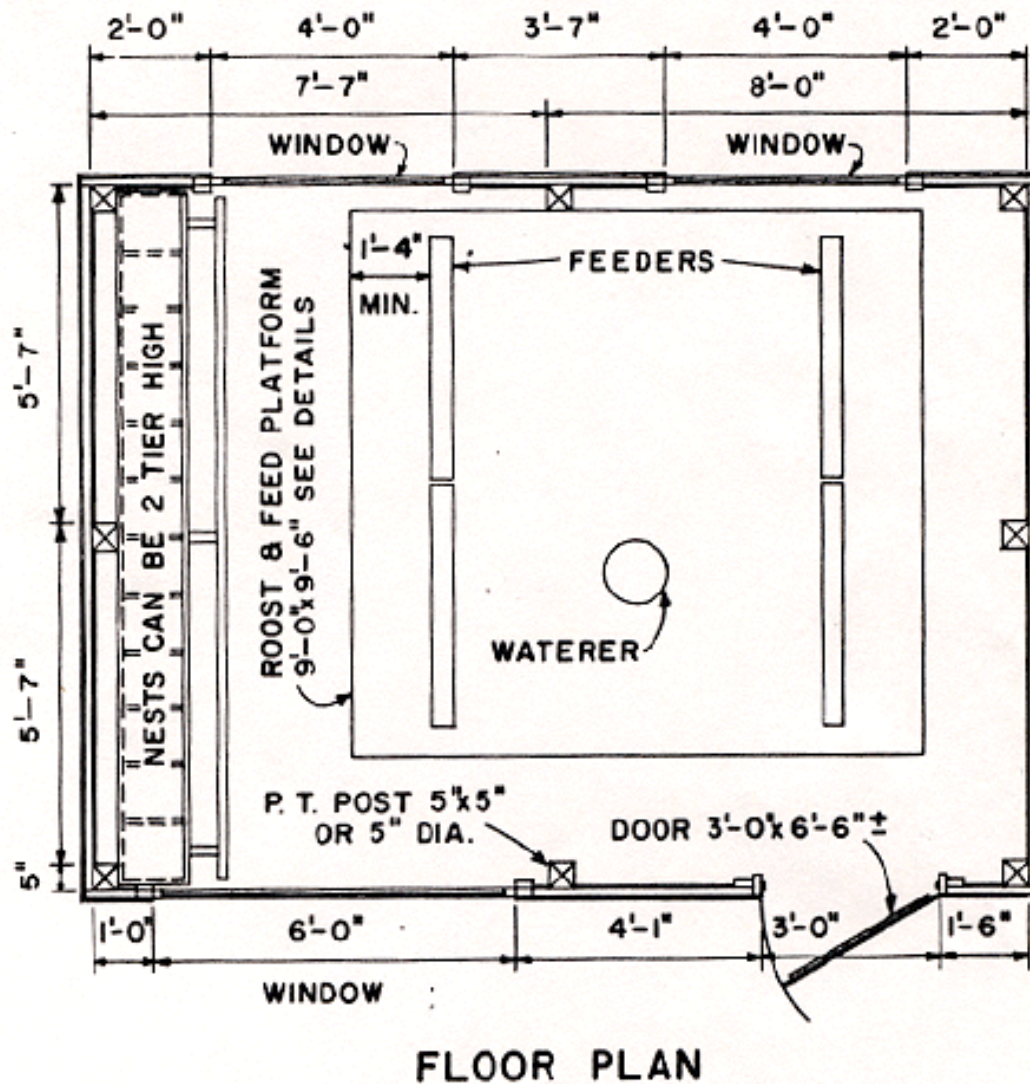 2'-0" 4'-0" 3'-7" 4'-0" 2'-0"
7'-7" 8'-0"
WINDOW WINDOW
1'-4"
MIN.
FEEDERS
5'-7"
5'-7"
5"
NESTS CAN BE 2 TIER HIGH
ROOST & FEED PLATFORM
9'-0"x9'-6" SEE DETAILS
WATERER
P. T. POST 5"x5"
OR 5" DIA.
DOOR 3'-0"x6'-6"±
1'-0" 6'-0" 4'-1" 3'-0" 1'-6"
WINDOW
FLOOR PLAN